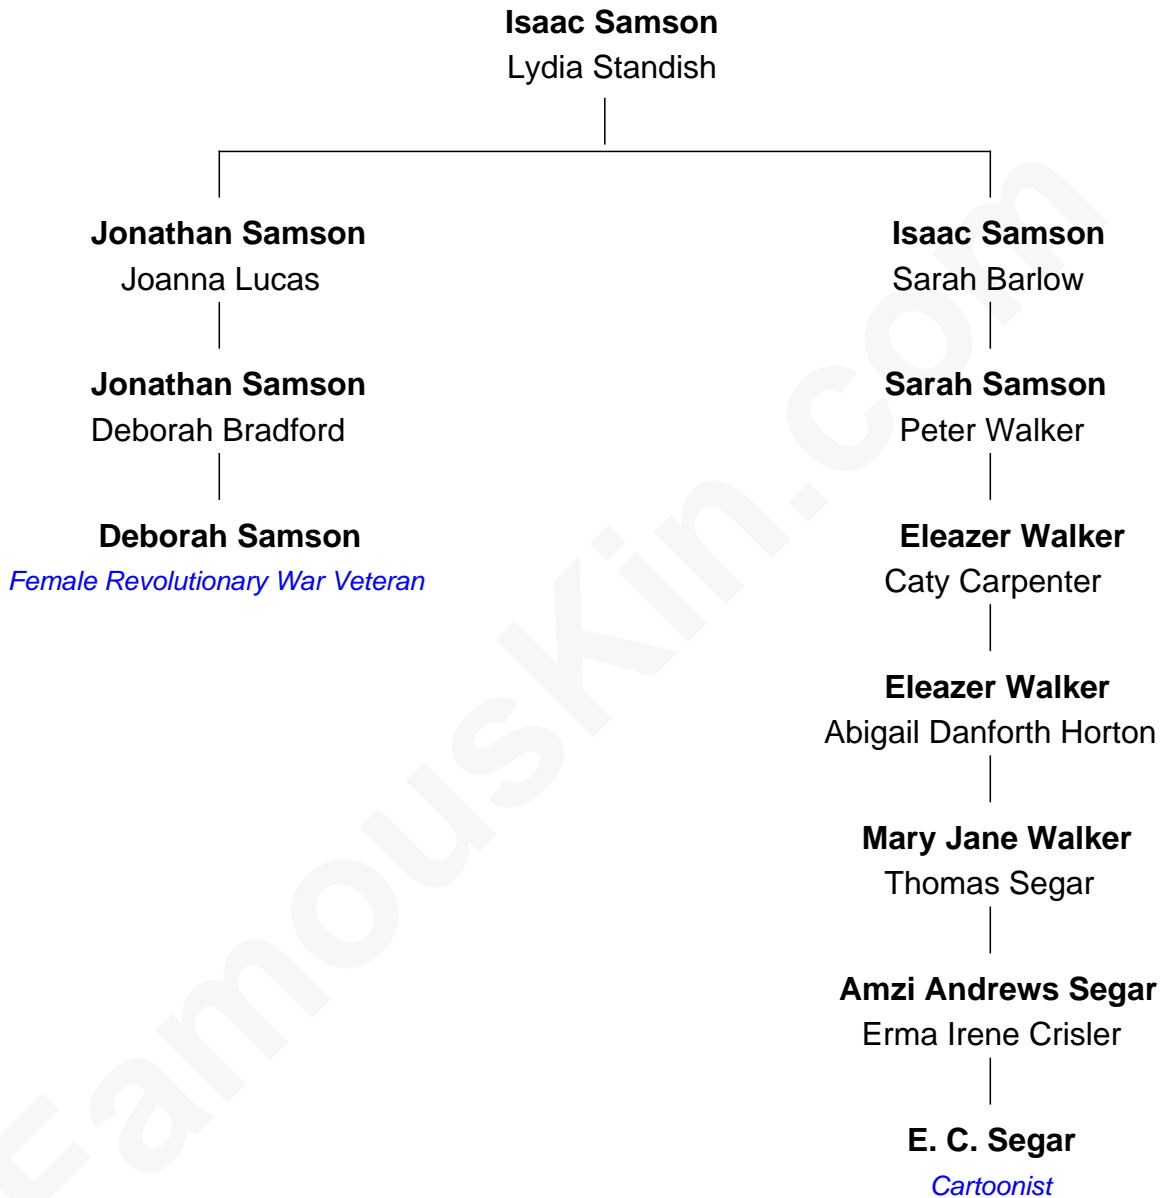 Isaac Samson
Lydia Standish
Jonathan Samson
Joanna Lucas
Jonathan Samson
Deborah Bradford
Deborah Samson
Female Revolutionary War Veteran
Isaac Samson
Sarah Barlow
Sarah Samson
Peter Walker
Eleazer Walker
Caty Carpenter
Eleazer Walker
Abigail Danforth Horton
Mary Jane Walker
Thomas Segar
Amzi Andrews Segar
Erma Irene Crisler
E. C. Segar
Cartoonist
FamousKin.com